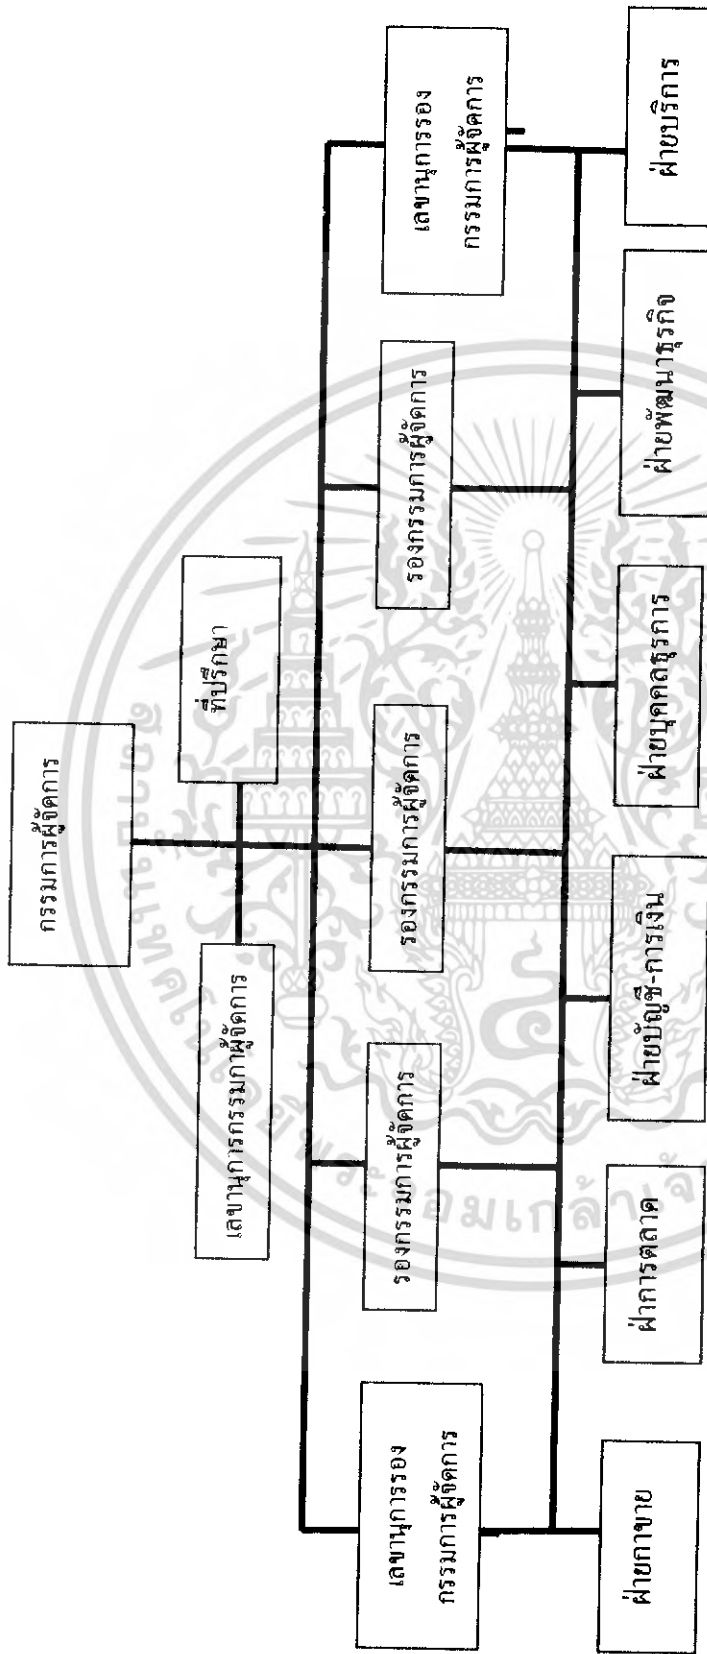 กรรมการผู้จัดการ
เลขานุการกรรมกาผู้จัดการ
ที่ปรึกษา
เลขานุการรอง
กรรมการผู้จัดการ
รองกรรมการผู้จัดการ
รองกรรมการผู้จัดการ
รองกรรมการผู้จัดการ
เลขานุการรอง
กรรมการผู้จัดการ
ฝ่ายกาขาย
ฝ่าการตลาด
ฝ่ายบัญชี-การเงิน
ฝ่ายบุคคลธุรการ
ฝ่ายพัฒนาธุรกิจ
ฝ่ายบริการ